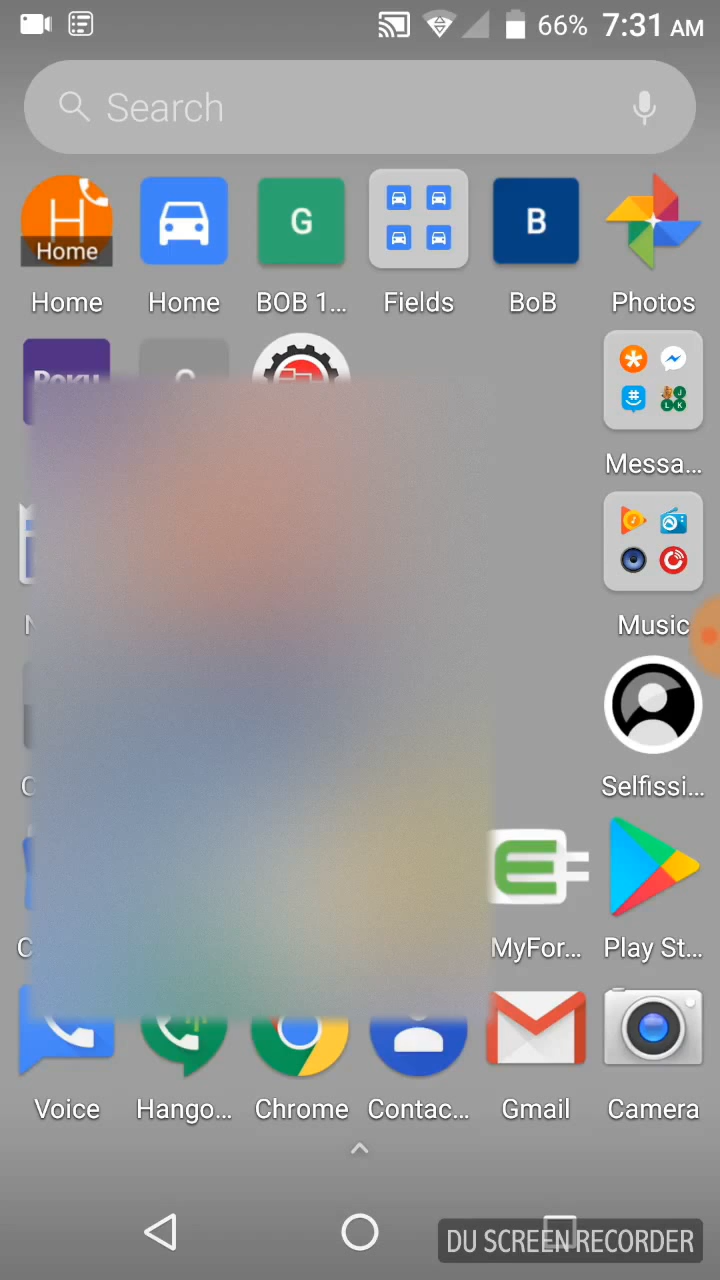 66% 7:31 AM
Search
H
Home
G
B
Home Home BOB 1... Fields BoB Photos
J
L K
Messa...
Music
Selfissi...
MyFor... Play St...
Voice Hango... Chrome Contac... Gmail Camera
DU SCREEN RECORDER